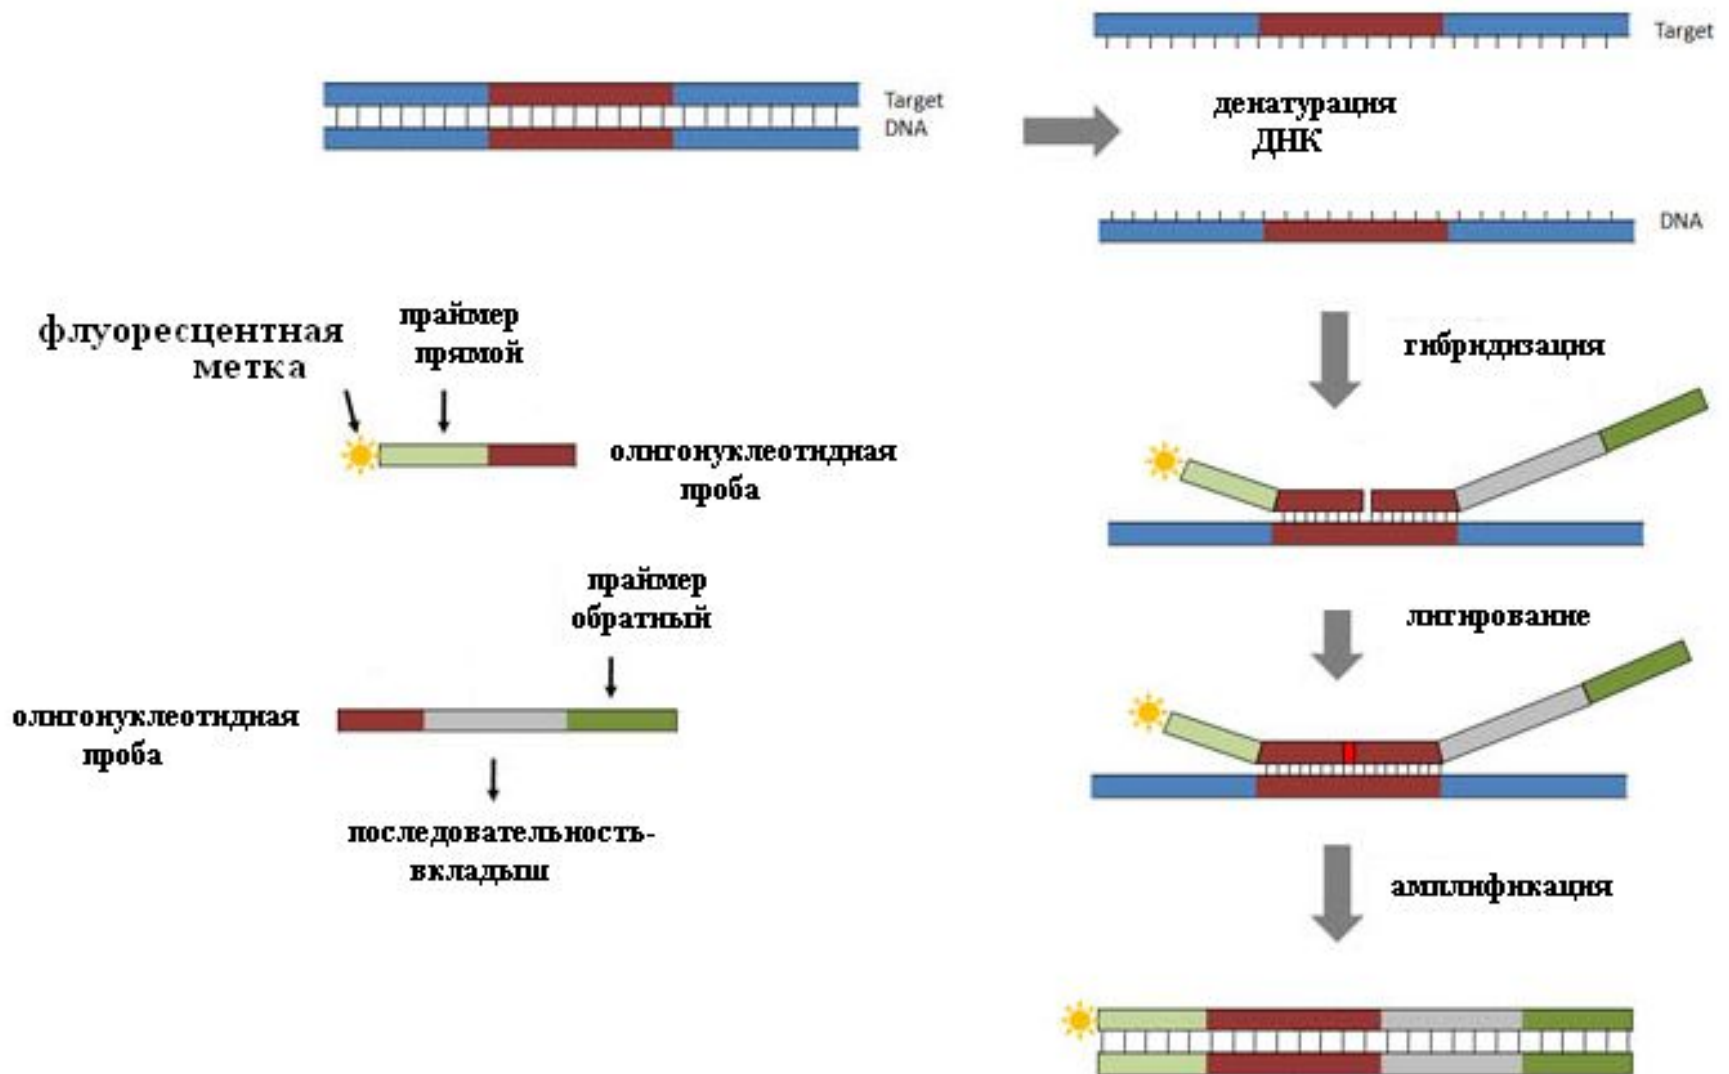 Target
DNA
Target
денатурация
ДНК
DNA
флуоресцентная
метка
праймер
прямой
олигонуклеотидная
проба
гибридизация
праймер
обратный
олигонуклеотидная
проба
последовательность-
вкладыш
лигирование
амплификация